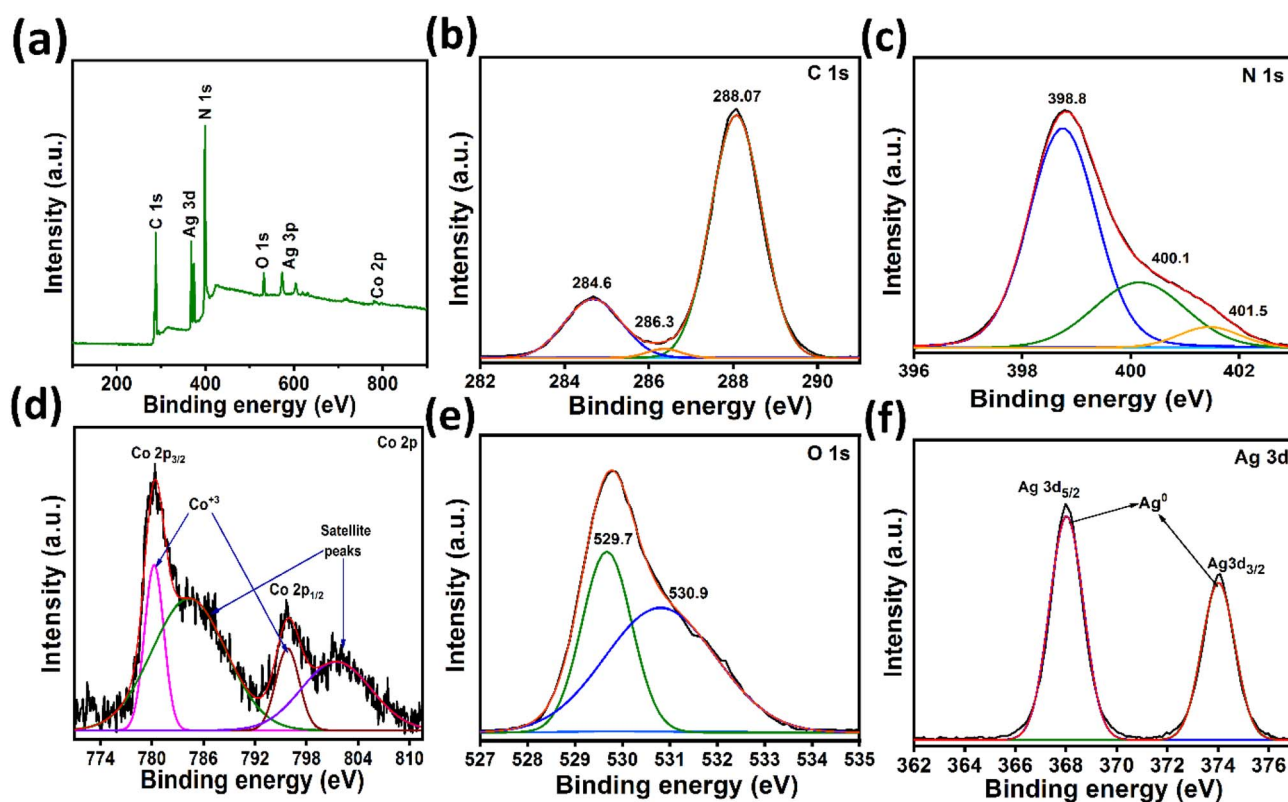 (a)
N 1s
C 1s
Ag 3d
O 1s
Ag 3p
Co 2p
Intensity (a.u.)
200 400 600 800
Binding energy (eV)
(b)
C 1s
288.07
284.6
286.3
Intensity (a.u.)
282 284 286 288 290
Binding energy (eV)
(c)
N 1s
398.8
400.1
401.5
Intensity (a.u.)
396 398 400 402
Binding energy (eV)
(d)
Co 2p
Co 2p3/2
Co+3
Satellite
peaks
Co 2p1/2
Intensity (a.u.)
774 780 786 792 798 804 810
Binding energy (eV)
(e)
O 1s
529.7
530.9
Intensity (a.u.)
527 528 529 530 531 532 533 534 535
Binding energy (eV)
(f)
Ag 3d
Ag 3d5/2
Ag0
Ag3d3/2
Intensity (a.u.)
362 364 366 368 370 372 374 376
Binding energy (eV)